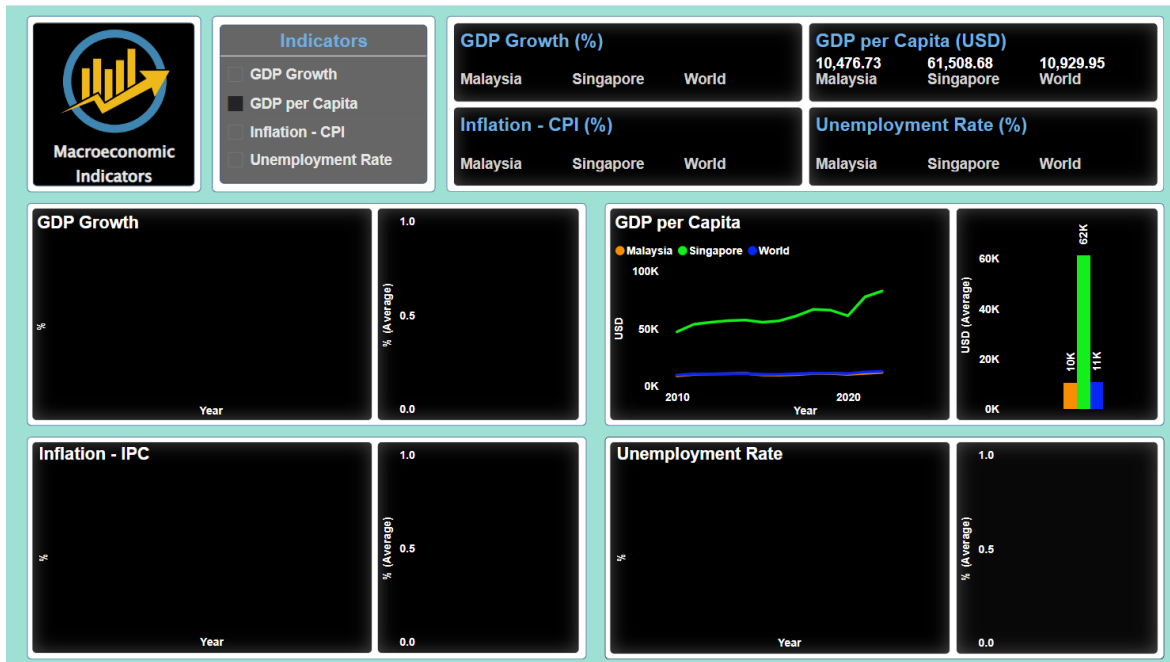 Macroeconomic
Indicators
Indicators
GDP Growth
GDP per Capita
Inflation - CPI
Unemployment Rate
GDP Growth (%)
Malaysia Singapore World
GDP per Capita (USD)
10,476.73 61,508.68 10,929.95
Malaysia Singapore World
Inflation - CPI (%)
Malaysia Singapore World
Unemployment Rate (%)
Malaysia Singapore World
GDP Growth
%
Year
1.0
0.5
0.0
% (Average)
GDP per Capita
Malaysia Singapore World
100K
50K
0K
USD
2010 2020
Year
60K
40K
20K
0K
USD (Average)
10K
62K
11K
Inflation - IPC
%
Year
1.0
0.5
0.0
% (Average)
Unemployment Rate
%
Year
1.0
0.5
0.0
% (Average)